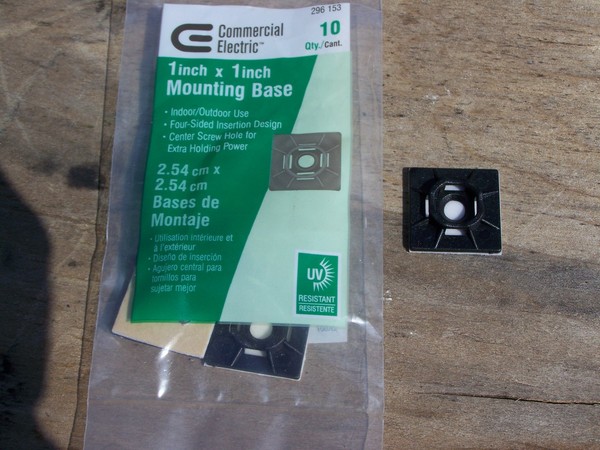 296 153
Commercial
Electric™
10
Qty./Cant.
1inch x 1inch
Mounting Base
• Indoor/Outdoor Use
• Four-Sided Insertion Design
• Center Screw Hole for
Extra Holding Power
2.54 cm x
2.54 cm
Bases de
Montaje
• Utilisation intérieure et
à l'extérieur
• Diseño de inserción
• Agujero central para
tornillos para
sujetar mejor
UV
RESISTANT
RESISTENTE